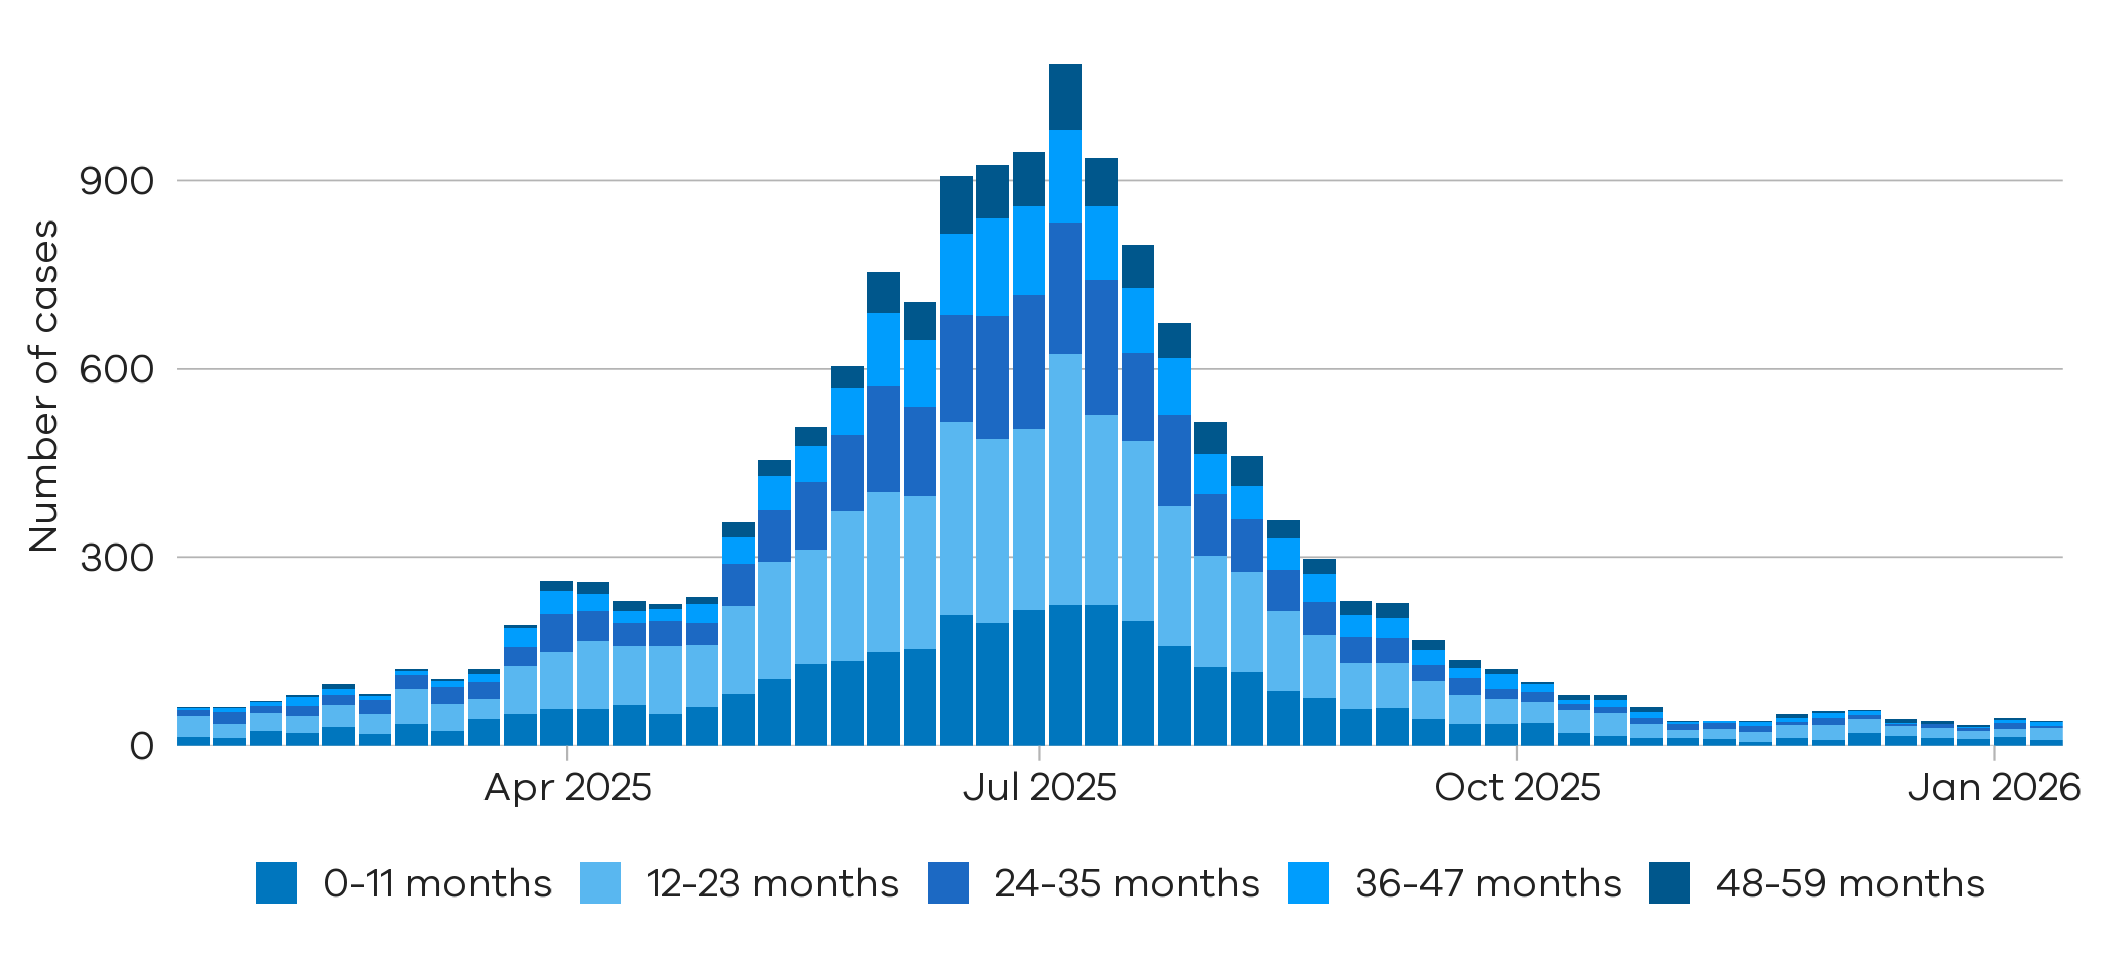 900
600
300
0
Number of cases
Apr 2025
Jul 2025
Oct 2025
Jan 2026
0-11 months
12-23 months
24-35 months
36-47 months
48-59 months